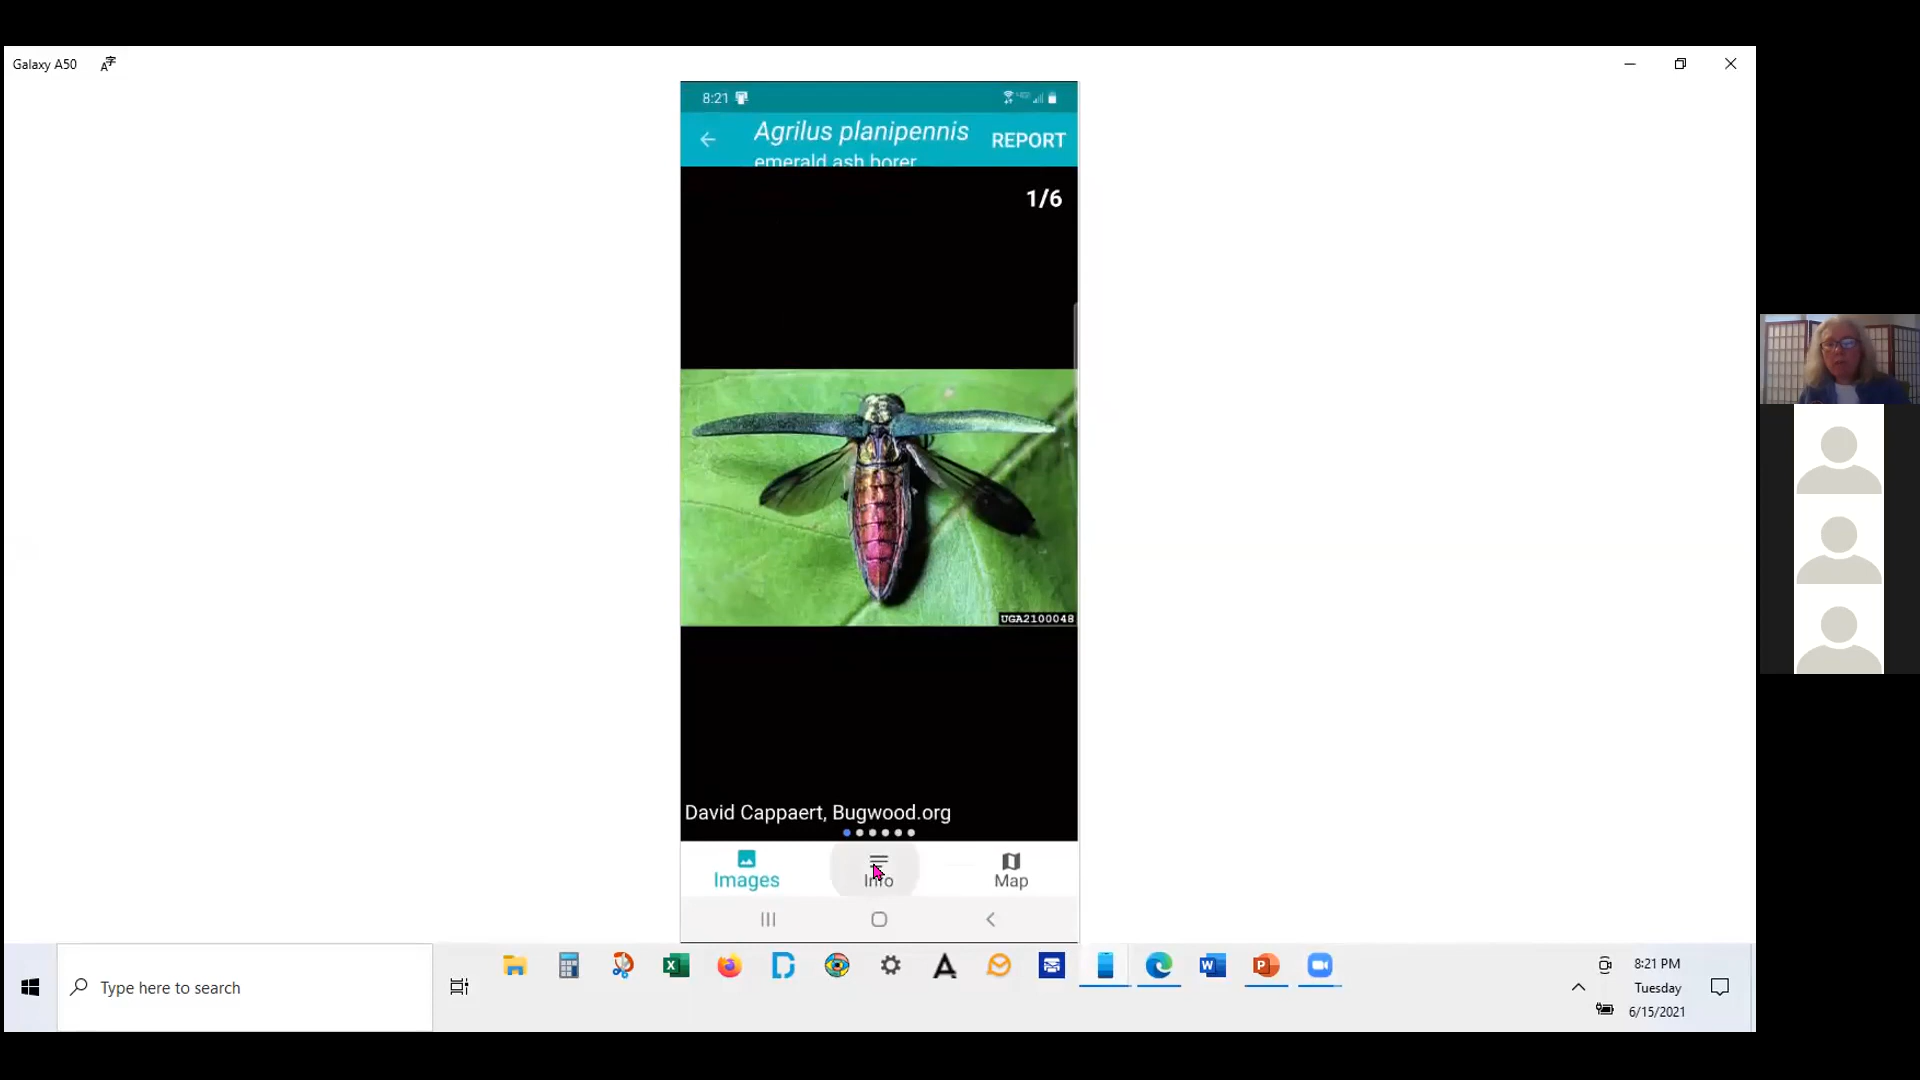 Galaxy A50
8:21
Agrilus planipennis
REPORT
emerald ash borer
1/6
UGA2100048
David Cappaert, Bugwood.org
Images
Info
Map
Type here to search
8:21 PM
Tuesday
6/15/2021